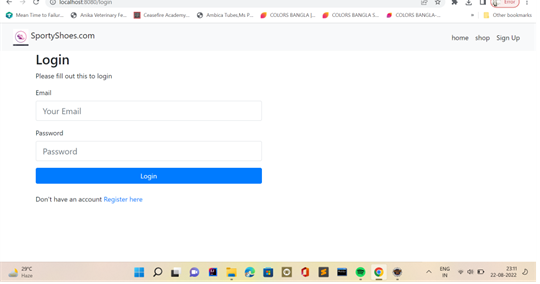 localhost:8080/login
Error
Mean Time to Failur...
Anika Veterinary Fe...
Ceasefire Academy...
Ambica Tubes,Ms P...
COLORS BANGLA J...
COLORS BANGLA S...
COLORS BANGLA-...
»
Other bookmarks
SportyShoes.com
home
shop
Sign Up
Login
Please fill out this to login
Email
Your Email
Password
Password
Login
Don't have an account Register here
29°C
Haze
ENG
IN
23:11
22-08-2022